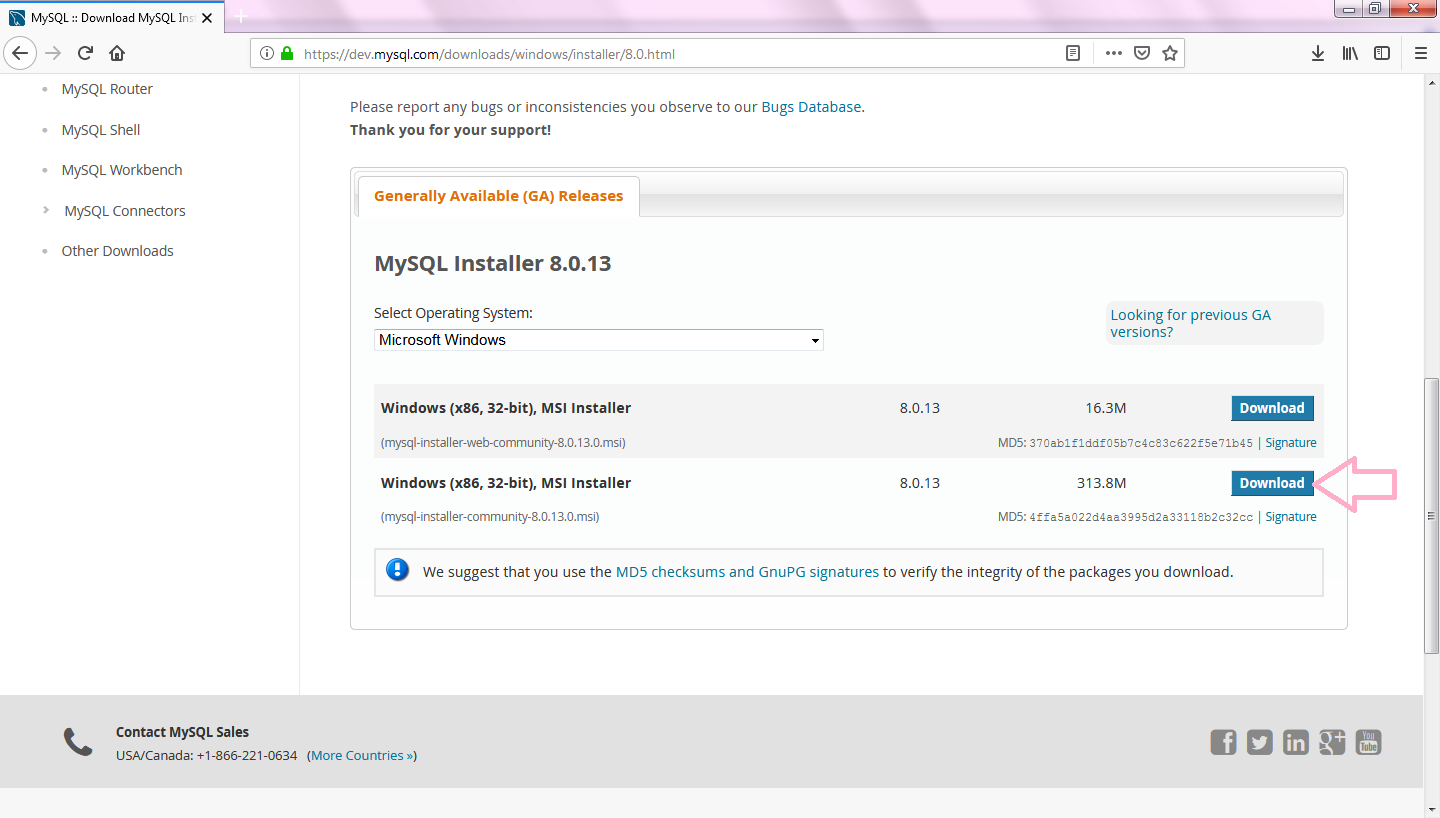 MySQL :: Download MySQL Ins
https://dev.mysql.com/downloads/windows/installer/8.0.html
MySQL Router
MySQL Shell
MySQL Workbench
MySQL Connectors
Other Downloads
Please report any bugs or inconsistencies you observe to our Bugs Database.
Thank you for your support!
Generally Available (GA) Releases
MySQL Installer 8.0.13
Select Operating System:
Microsoft Windows
Looking for previous GA
versions?
Windows (x86, 32-bit), MSI Installer 8.0.13 16.3M Download
(mysql-installer-web-community-8.0.13.0.msi) MD5: 370ab1f1ddf05b7c4c83c622f5e71b45 | Signature
Windows (x86, 32-bit), MSI Installer 8.0.13 313.8M Download
(mysql-installer-community-8.0.13.0.msi) MD5: 4ffa5a022d4aa3995d2a33118b2c32cc | Signature
We suggest that you use the MD5 checksums and GnuPG signatures to verify the integrity of the packages you download.
Contact MySQL Sales
USA/Canada: +1-866-221-0634 (More Countries »)
You
Tube